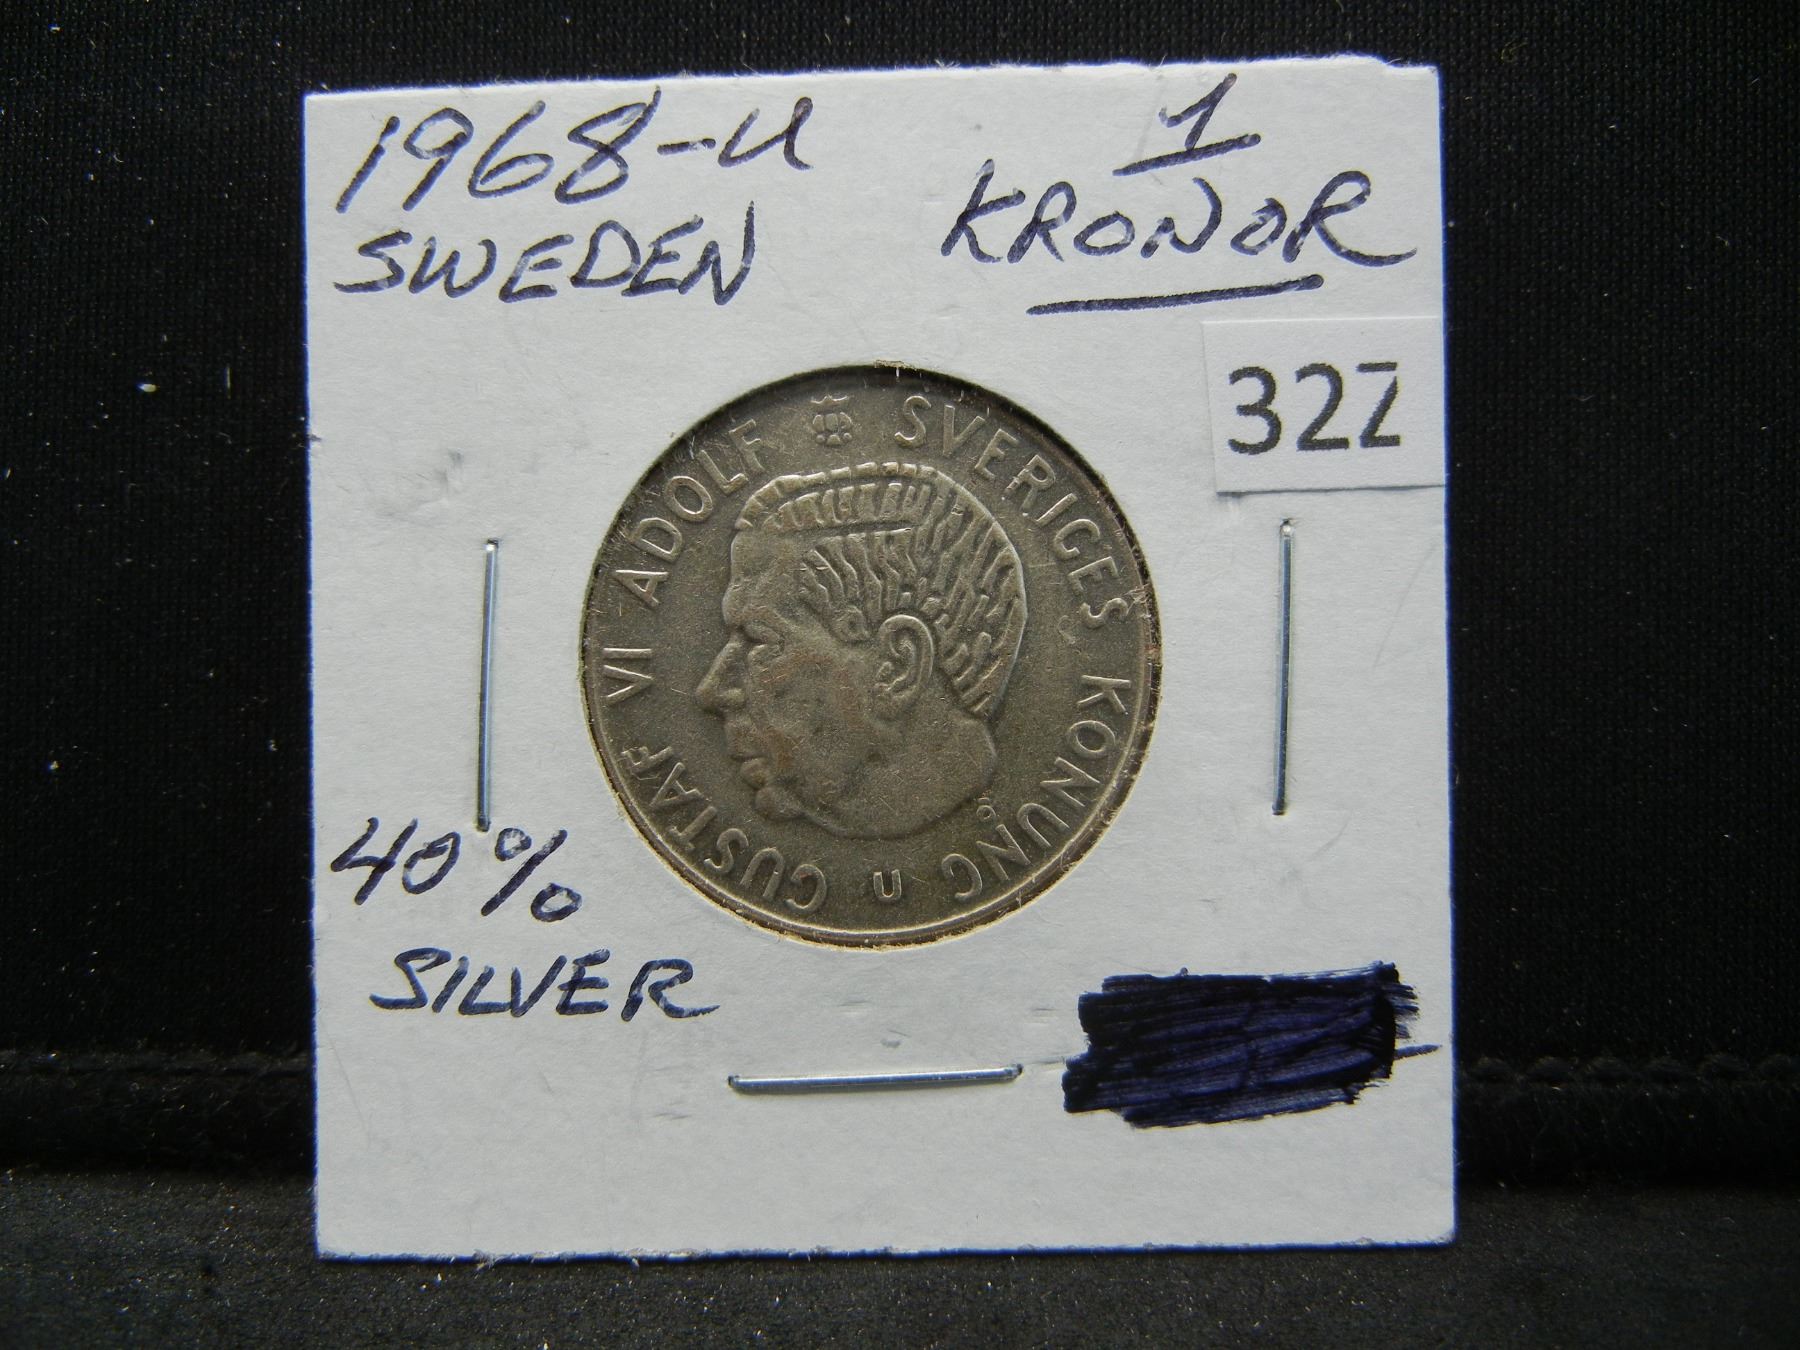 1968-U
SWEDEN
1
KRONOR
322
GUSTAF VI ADOLF SVERIGES KONUNG
U
40%
SILVER